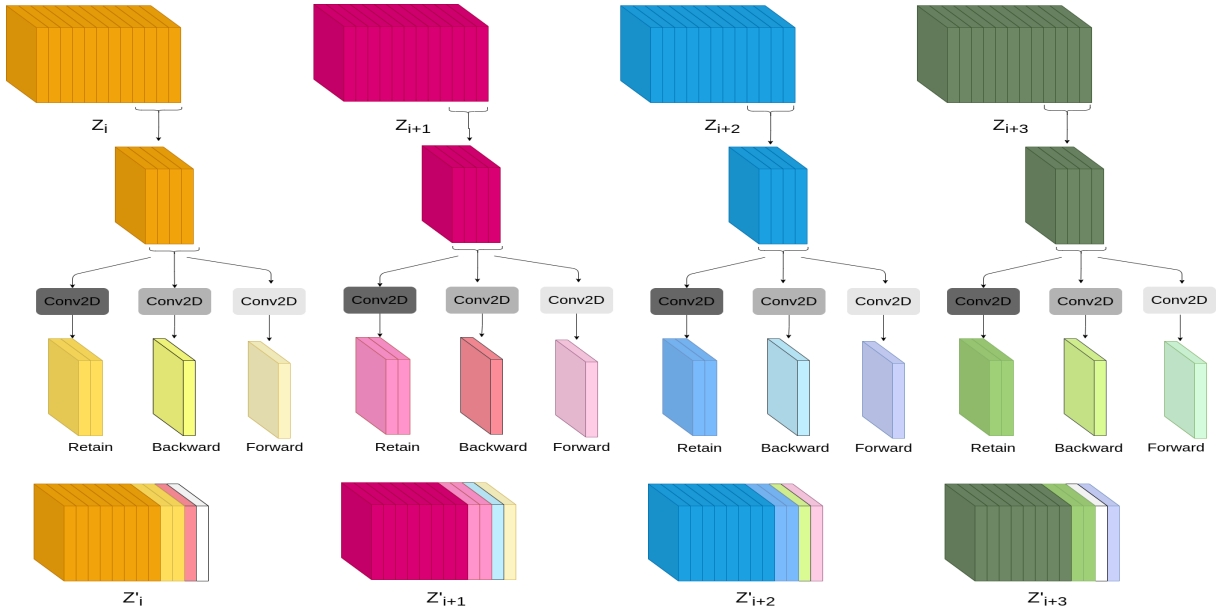 Zi Zi+1 Zi+2 Zi+3
Conv2D Conv2D Conv2D Conv2D Conv2D Conv2D Conv2D Conv2D Conv2D Conv2D Conv2D Conv2D
Retain Backward Forward Retain Backward Forward Retain Backward Forward Retain Backward Forward
Z'i Z'i+1 Z'i+2 Z'i+3